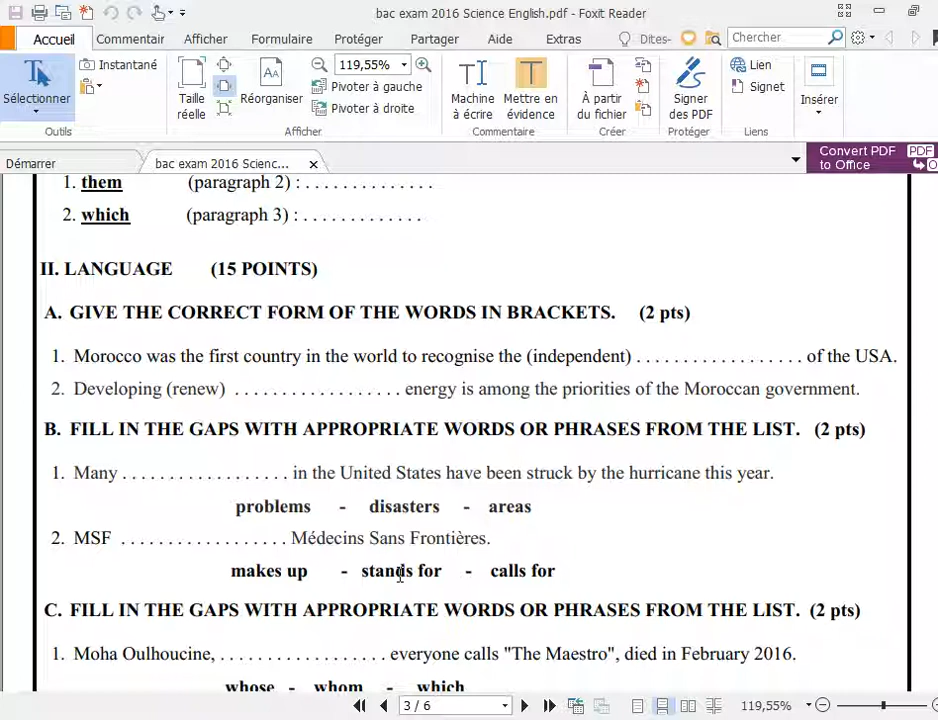 bac exam 2016 Science English.pdf - Foxit Reader
Accueil Commentair Afficher Formulaire Protéger Partager Aide Extras Dites- Chercher
Sélectionner
Instantané
Outils
Taille réelle
Réorganiser
119,55%
Pivoter à gauche
Pivoter à droite
Afficher
Machine à écrire
Mettre en évidence
Commentaire
À partir du fichier
Créer
Signer des PDF
Protéger
Lien
Signet
Liens
Insérer
Démarrer bac exam 2016 Scienc... x
Convert PDF to Office
PDF
1. them (paragraph 2) : . . . . . . . . . . . . .
2. which (paragraph 3) : . . . . . . . . . . . . .
II. LANGUAGE (15 POINTS)
A. GIVE THE CORRECT FORM OF THE WORDS IN BRACKETS. (2 pts)
1. Morocco was the first country in the world to recognise the (independent) . . . . . . . . . . . . . . . . . of the USA.
2. Developing (renew) . . . . . . . . . . . . . . . . . energy is among the priorities of the Moroccan government.
B. FILL IN THE GAPS WITH APPROPRIATE WORDS OR PHRASES FROM THE LIST. (2 pts)
1. Many . . . . . . . . . . . . . . . . . in the United States have been struck by the hurricane this year.
problems - disasters - areas
2. MSF . . . . . . . . . . . . . . . . . Médecins Sans Frontières.
makes up - stands for - calls for
C. FILL IN THE GAPS WITH APPROPRIATE WORDS OR PHRASES FROM THE LIST. (2 pts)
1. Moha Oulhoucine, . . . . . . . . . . . . . . . . . everyone calls "The Maestro", died in February 2016.
whose - whom - which
3 / 6 119,55%